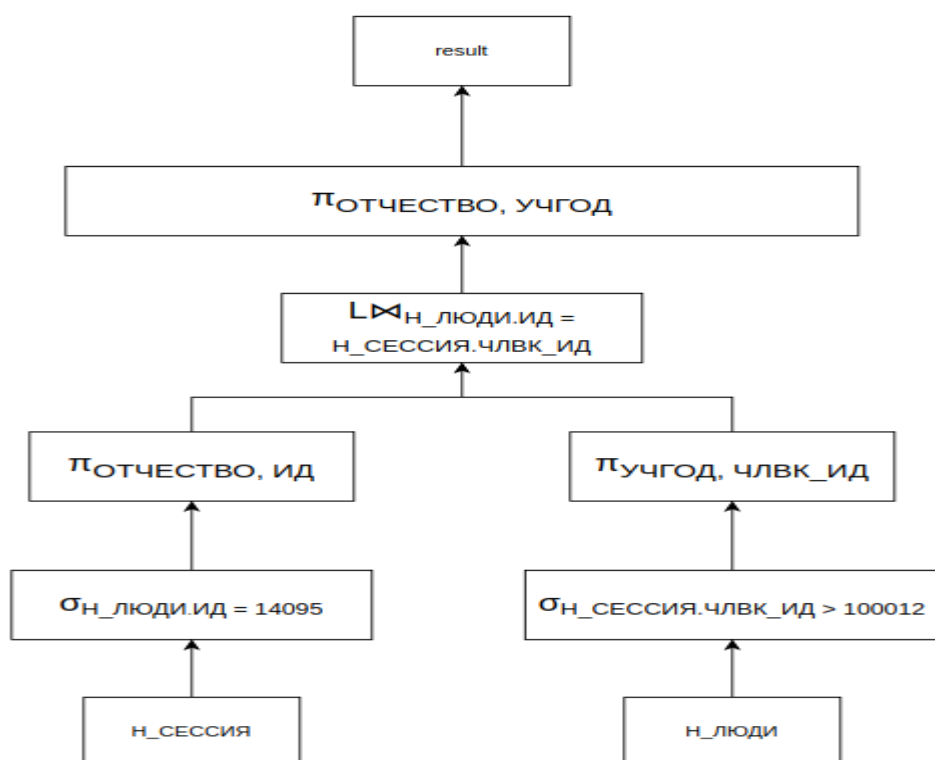 result
πОТЧЕСТВО, УЧГОД
L⋈Н_ЛЮДИ.ИД =
Н_СЕССИЯ.ЧЛВК_ИД
πОТЧЕСТВО, ИД
πУЧГОД, ЧЛВК_ИД
σН_ЛЮДИ.ИД = 14095
σН_СЕССИЯ.ЧЛВК_ИД > 100012
Н_СЕССИЯ
Н_ЛЮДИ